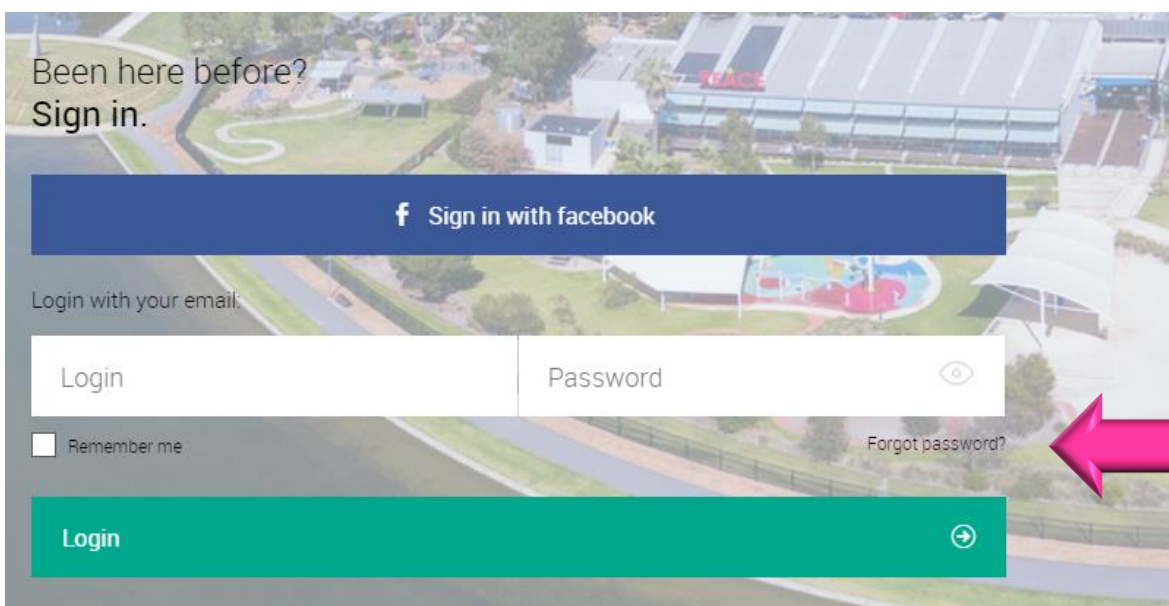 Been here before?
Sign in.
f Sign in with facebook
Login with your email:
Login
Password
Remember me
Forgot password?
Login